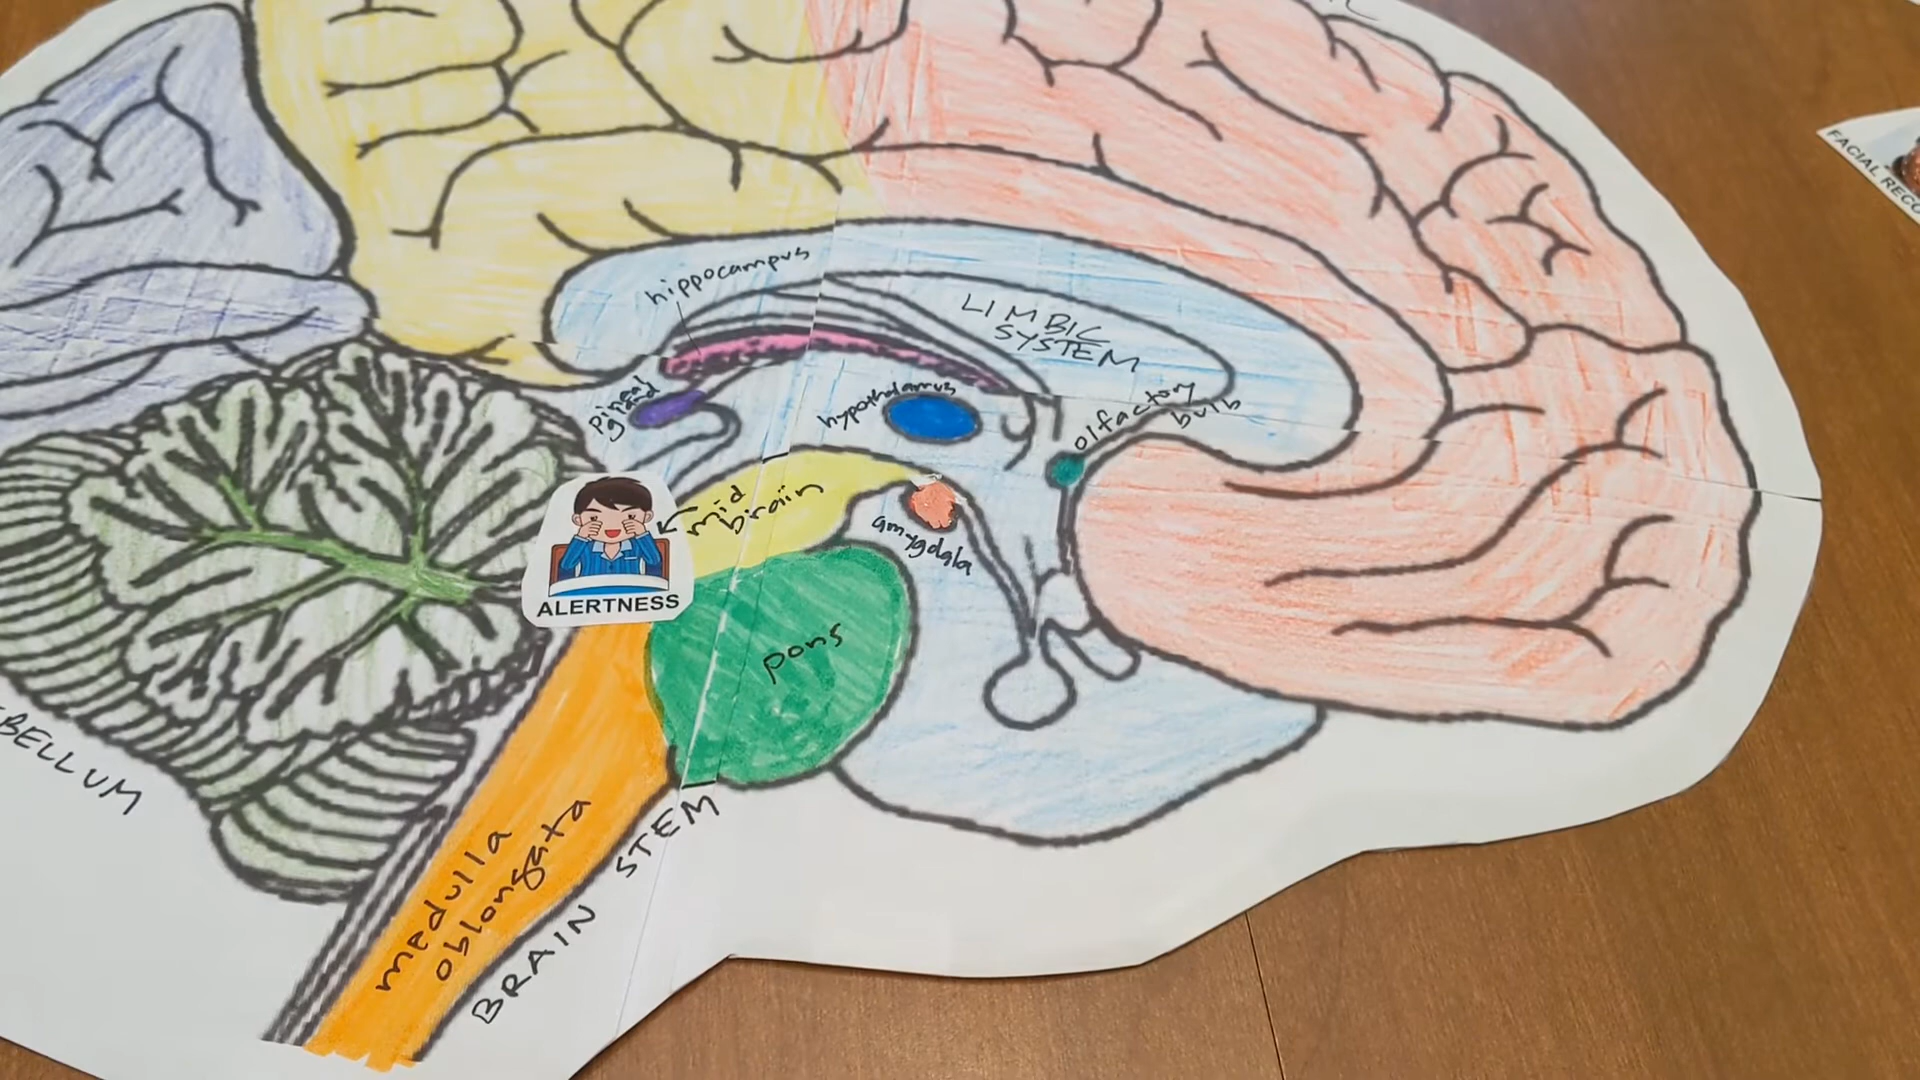 FACIAL RECO
hippocampus
LIMBIC
SYSTEM
pineal
gland
hypothalamus
olfactory
bulb
mid
brain
amygdala
ALERTNESS
pons
BELLUM
medulla
oblongata
BRAIN STEM